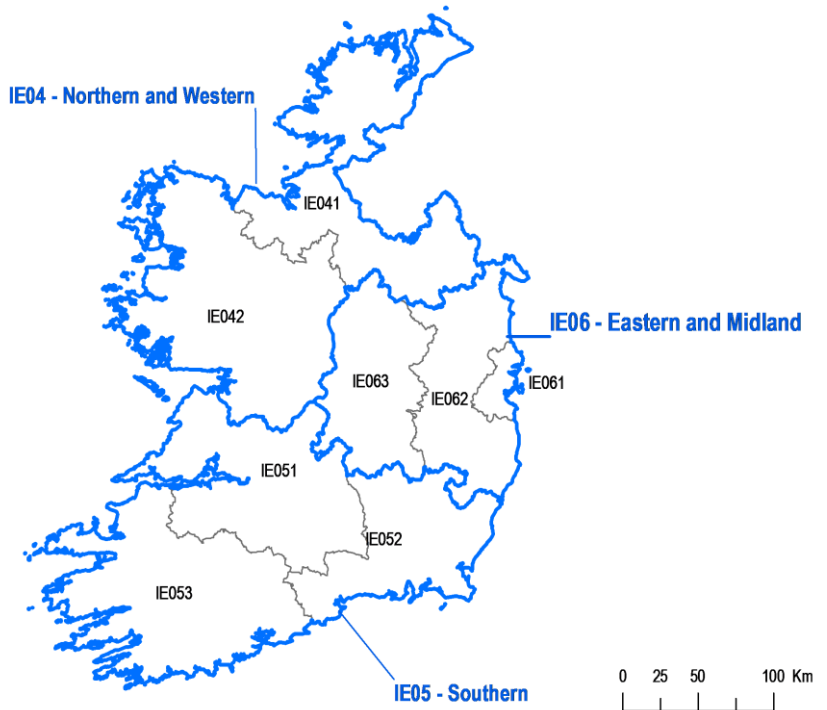 IE04 - Northern and Western
IE041
IE042
IE06 - Eastern and Midland
IE063
IE062
IE061
IE051
IE052
IE053
IE05 - Southern
0 25 50 100 Km